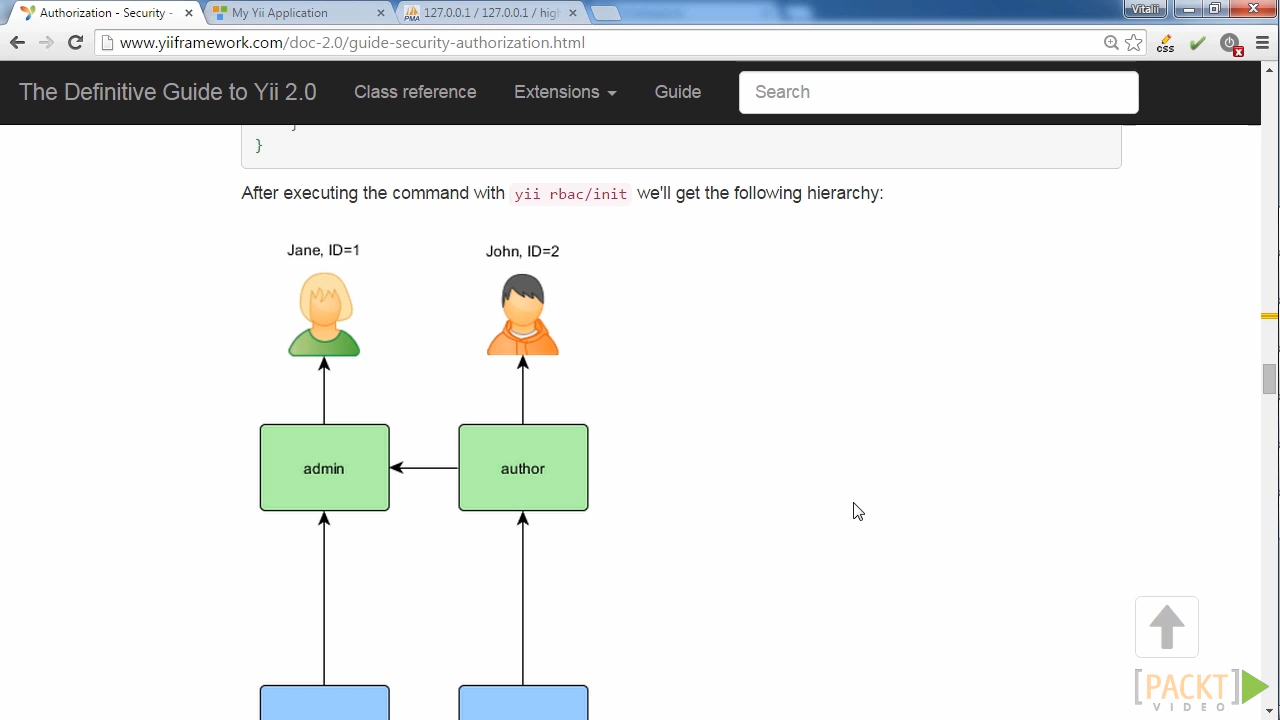 Authorization - Security -
My Yii Application
127.0.0.1 / 127.0.0.1 / high
Vitalii
www.yiiframework.com/doc-2.0/guide-security-authorization.html
css
The Definitive Guide to Yii 2.0
Class reference
Extensions
Guide
Search
}
After executing the command with yii rbac/init we'll get the following hierarchy:
Jane, ID=1
John, ID=2
admin
author
[PACKT]
VIDEO